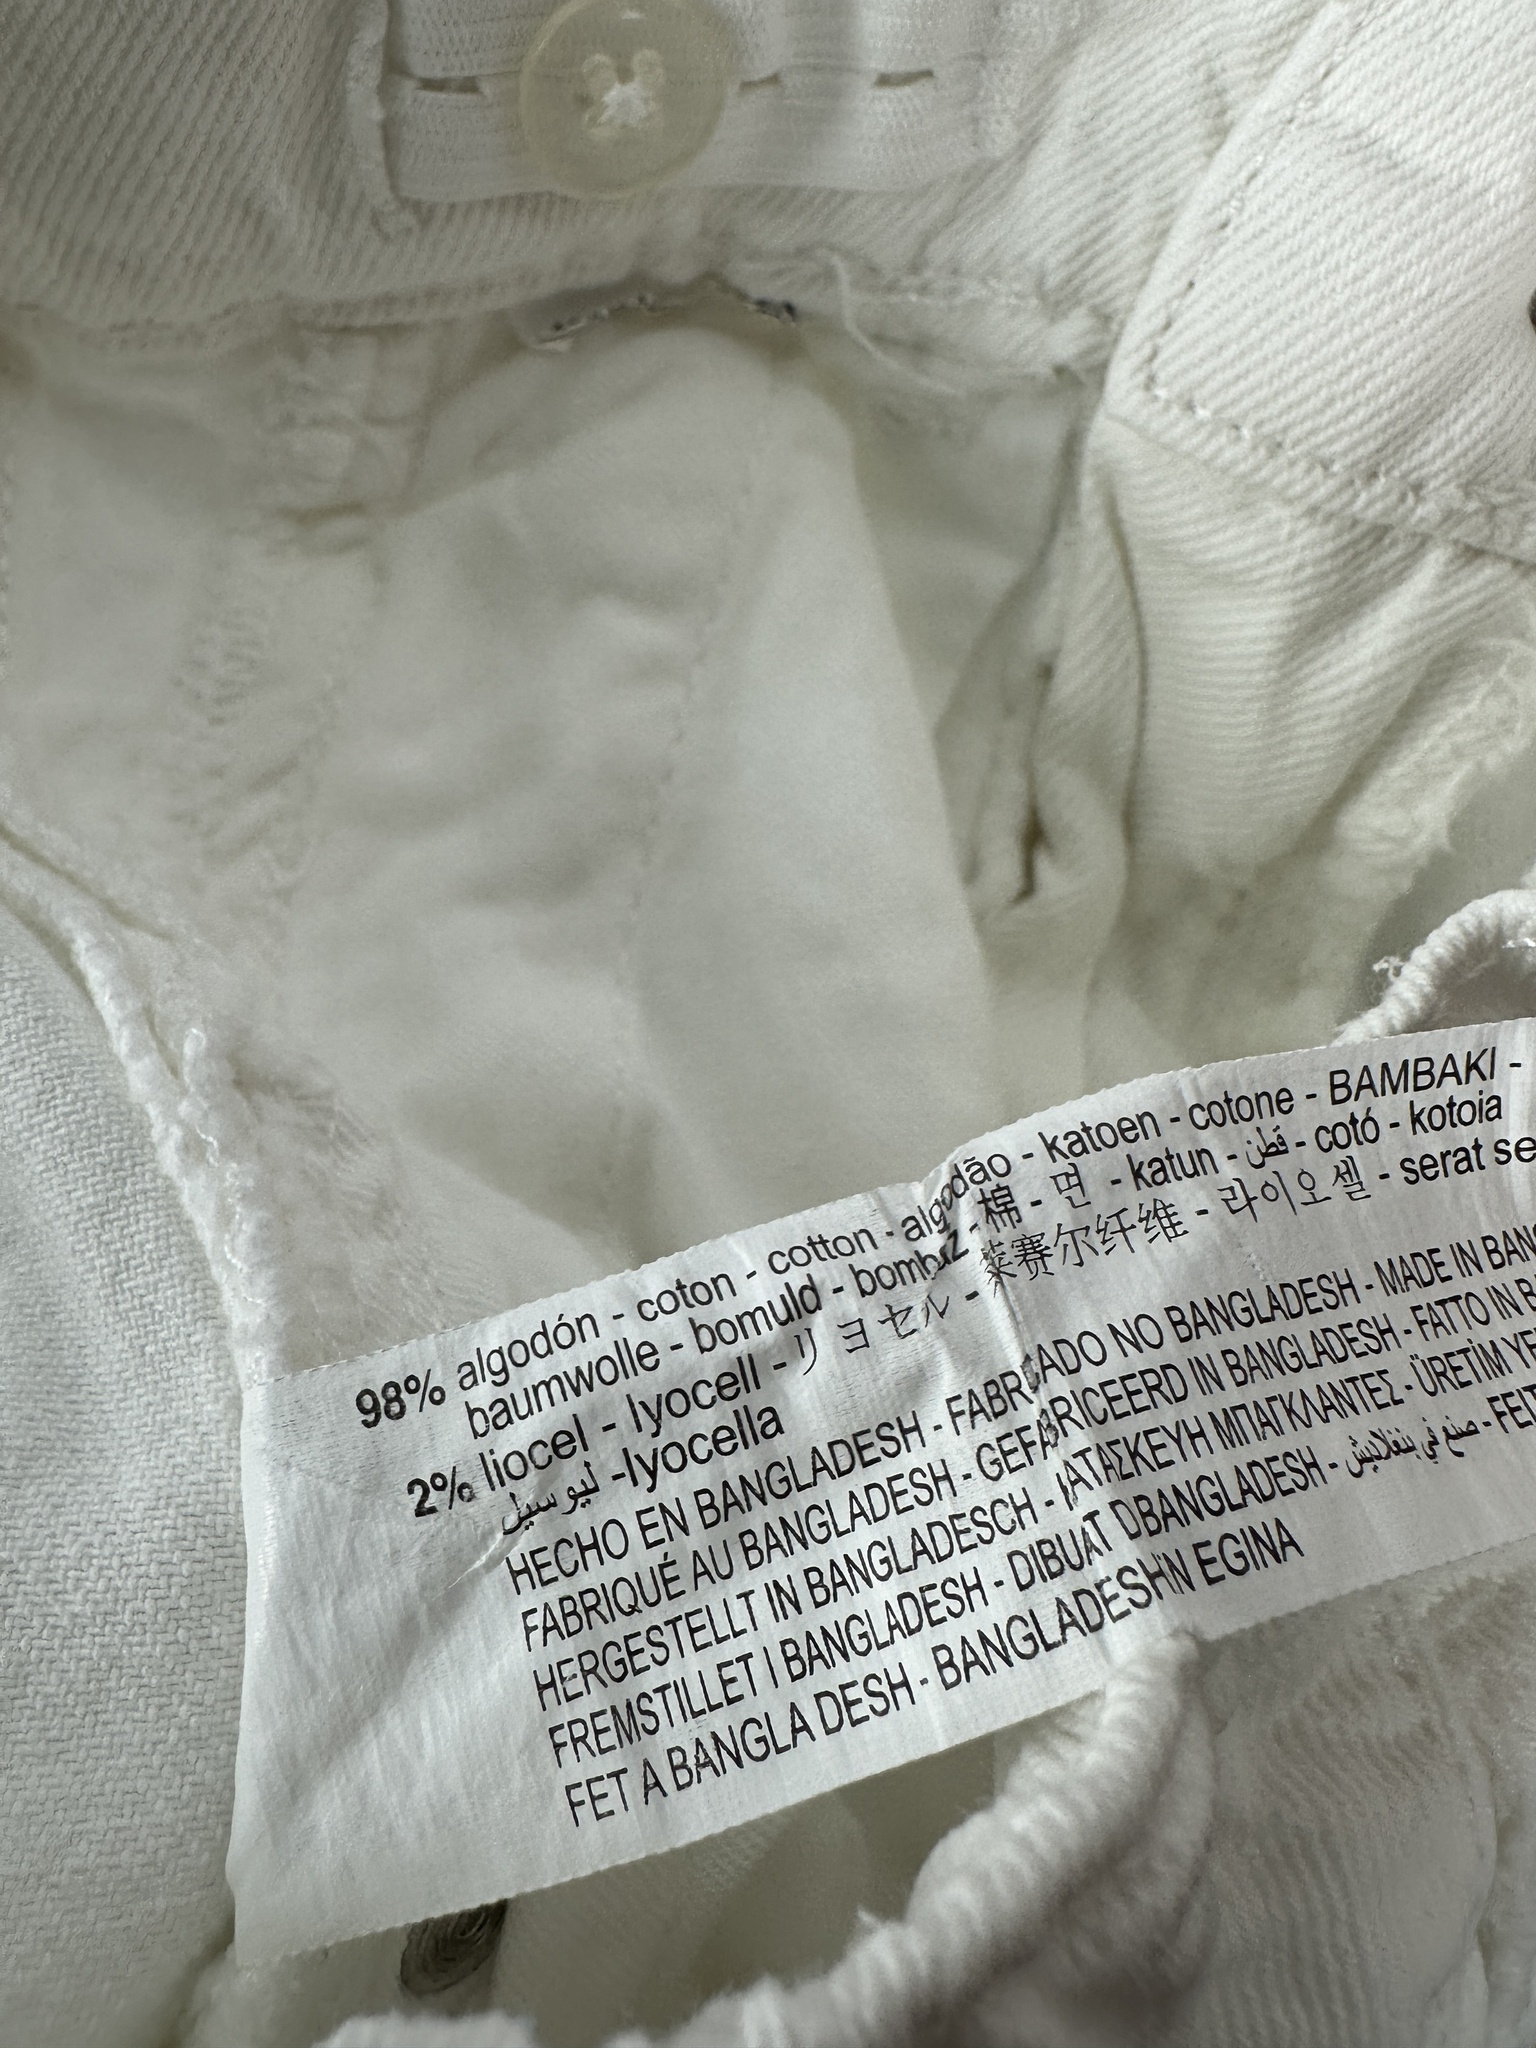 98% algodón - coton - cotton - algodão - katoen - cotone - BAMBAKI -
baumwolle - bomuld - bombaz - 棉 - 면 - katun - قطن - cotó - kotoia
2% liocel - lyocell - リヨセル - 莱赛尔纤维 - 라이오셀 - serat se
ليوسيل -lyocella
HECHO EN BANGLADESH - FABRICADO NO BANGLADESH - MADE IN BANG
FABRIQUÉ AU BANGLADESH - GEFABRICEERD IN BANGLADESH - FATTO IN B
HERGESTELLT IN BANGLADESCH - ΚΑΤΑΣΚΕΥΗ ΜΠΑΓΚΛΑΝΤΕΣ - ÜRETİM YE
FREMSTILLET I BANGLADESH - DIBUAT DBANGLADESH - صنع في بنغلاديش - FEIT
FET A BANGLA DESH - BANGLADESHN EGINA